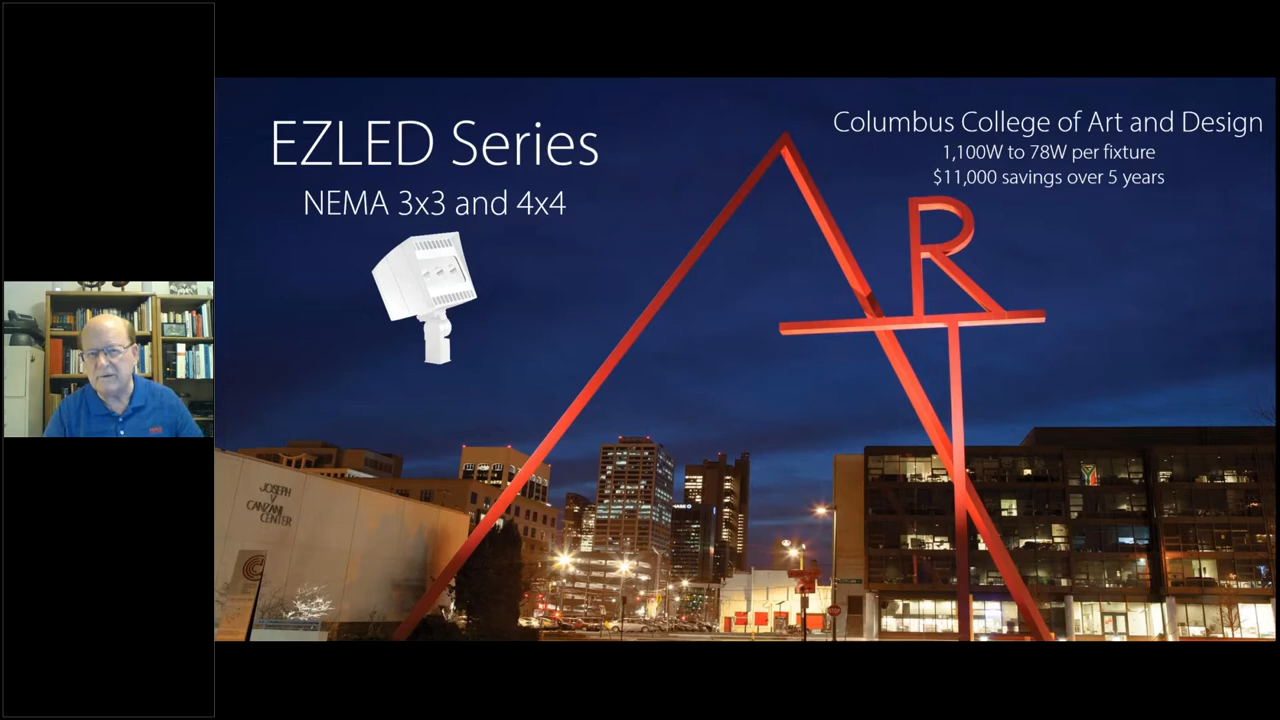 EZLED Series
NEMA 3x3 and 4x4
Columbus College of Art and Design
1,100W to 78W per fixture
$11,000 savings over 5 years
ART
JOSEPH
V
CANZANI
CENTER